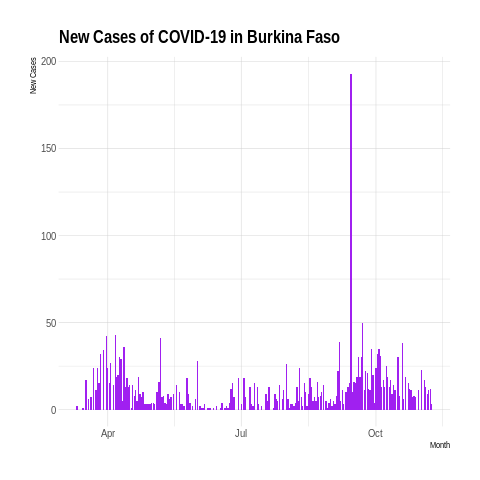 New Cases of COVID-19 in Burkina Faso
New Cases
200
150
100
50
0
Apr
Jul
Oct
Month